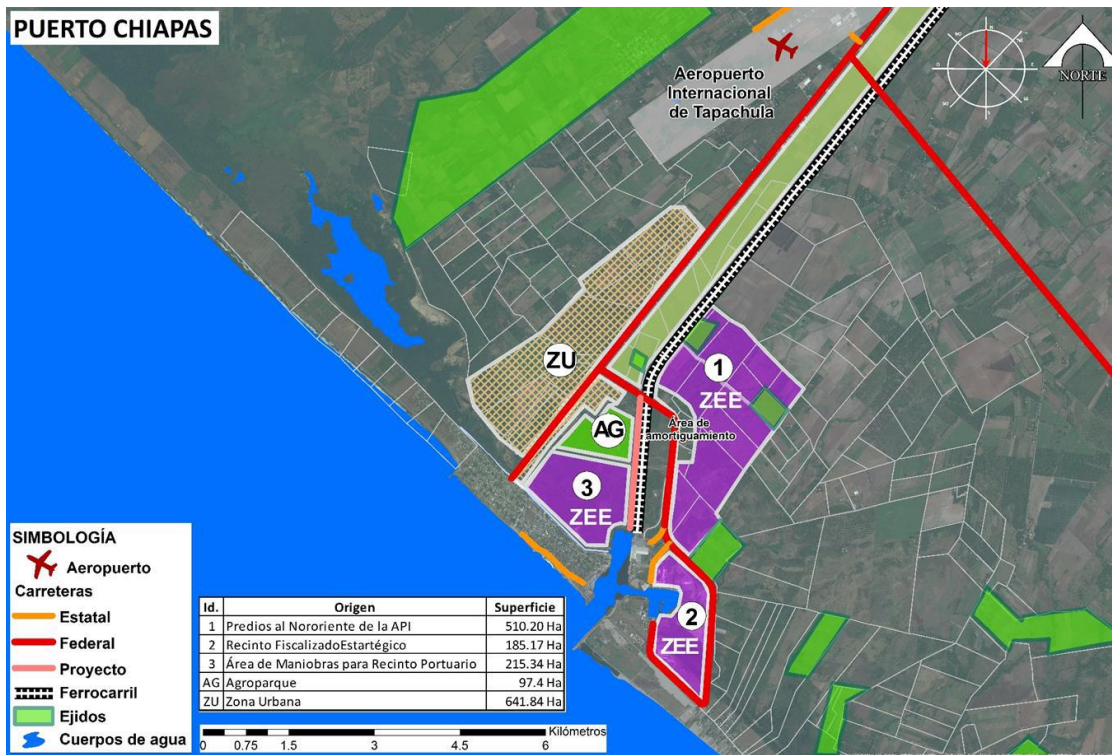 PUERTO CHIAPAS
Aeropuerto
Internacional
de Tapachula
NORTE
ZU
1
ZEE
AG
Área de
amortiguamiento
3
ZEE
2
ZEE
SIMBOLOGÍA
Aeropuerto
Carreteras
Estatal
Federal
Proyecto
Ferrocarril
Ejidos
Cuerpos de agua
Id. Origen Superficie
1 Predios al Nororiente de la API 510.20 Ha
2 Recinto FiscalizadoEstartégico 185.17 Ha
3 Área de Maniobras para Recinto Portuario 215.34 Ha
AG Agroparque 97.4 Ha
ZU Zona Urbana 641.84 Ha
Kilómetros
0 0.75 1.5 3 4.5 6